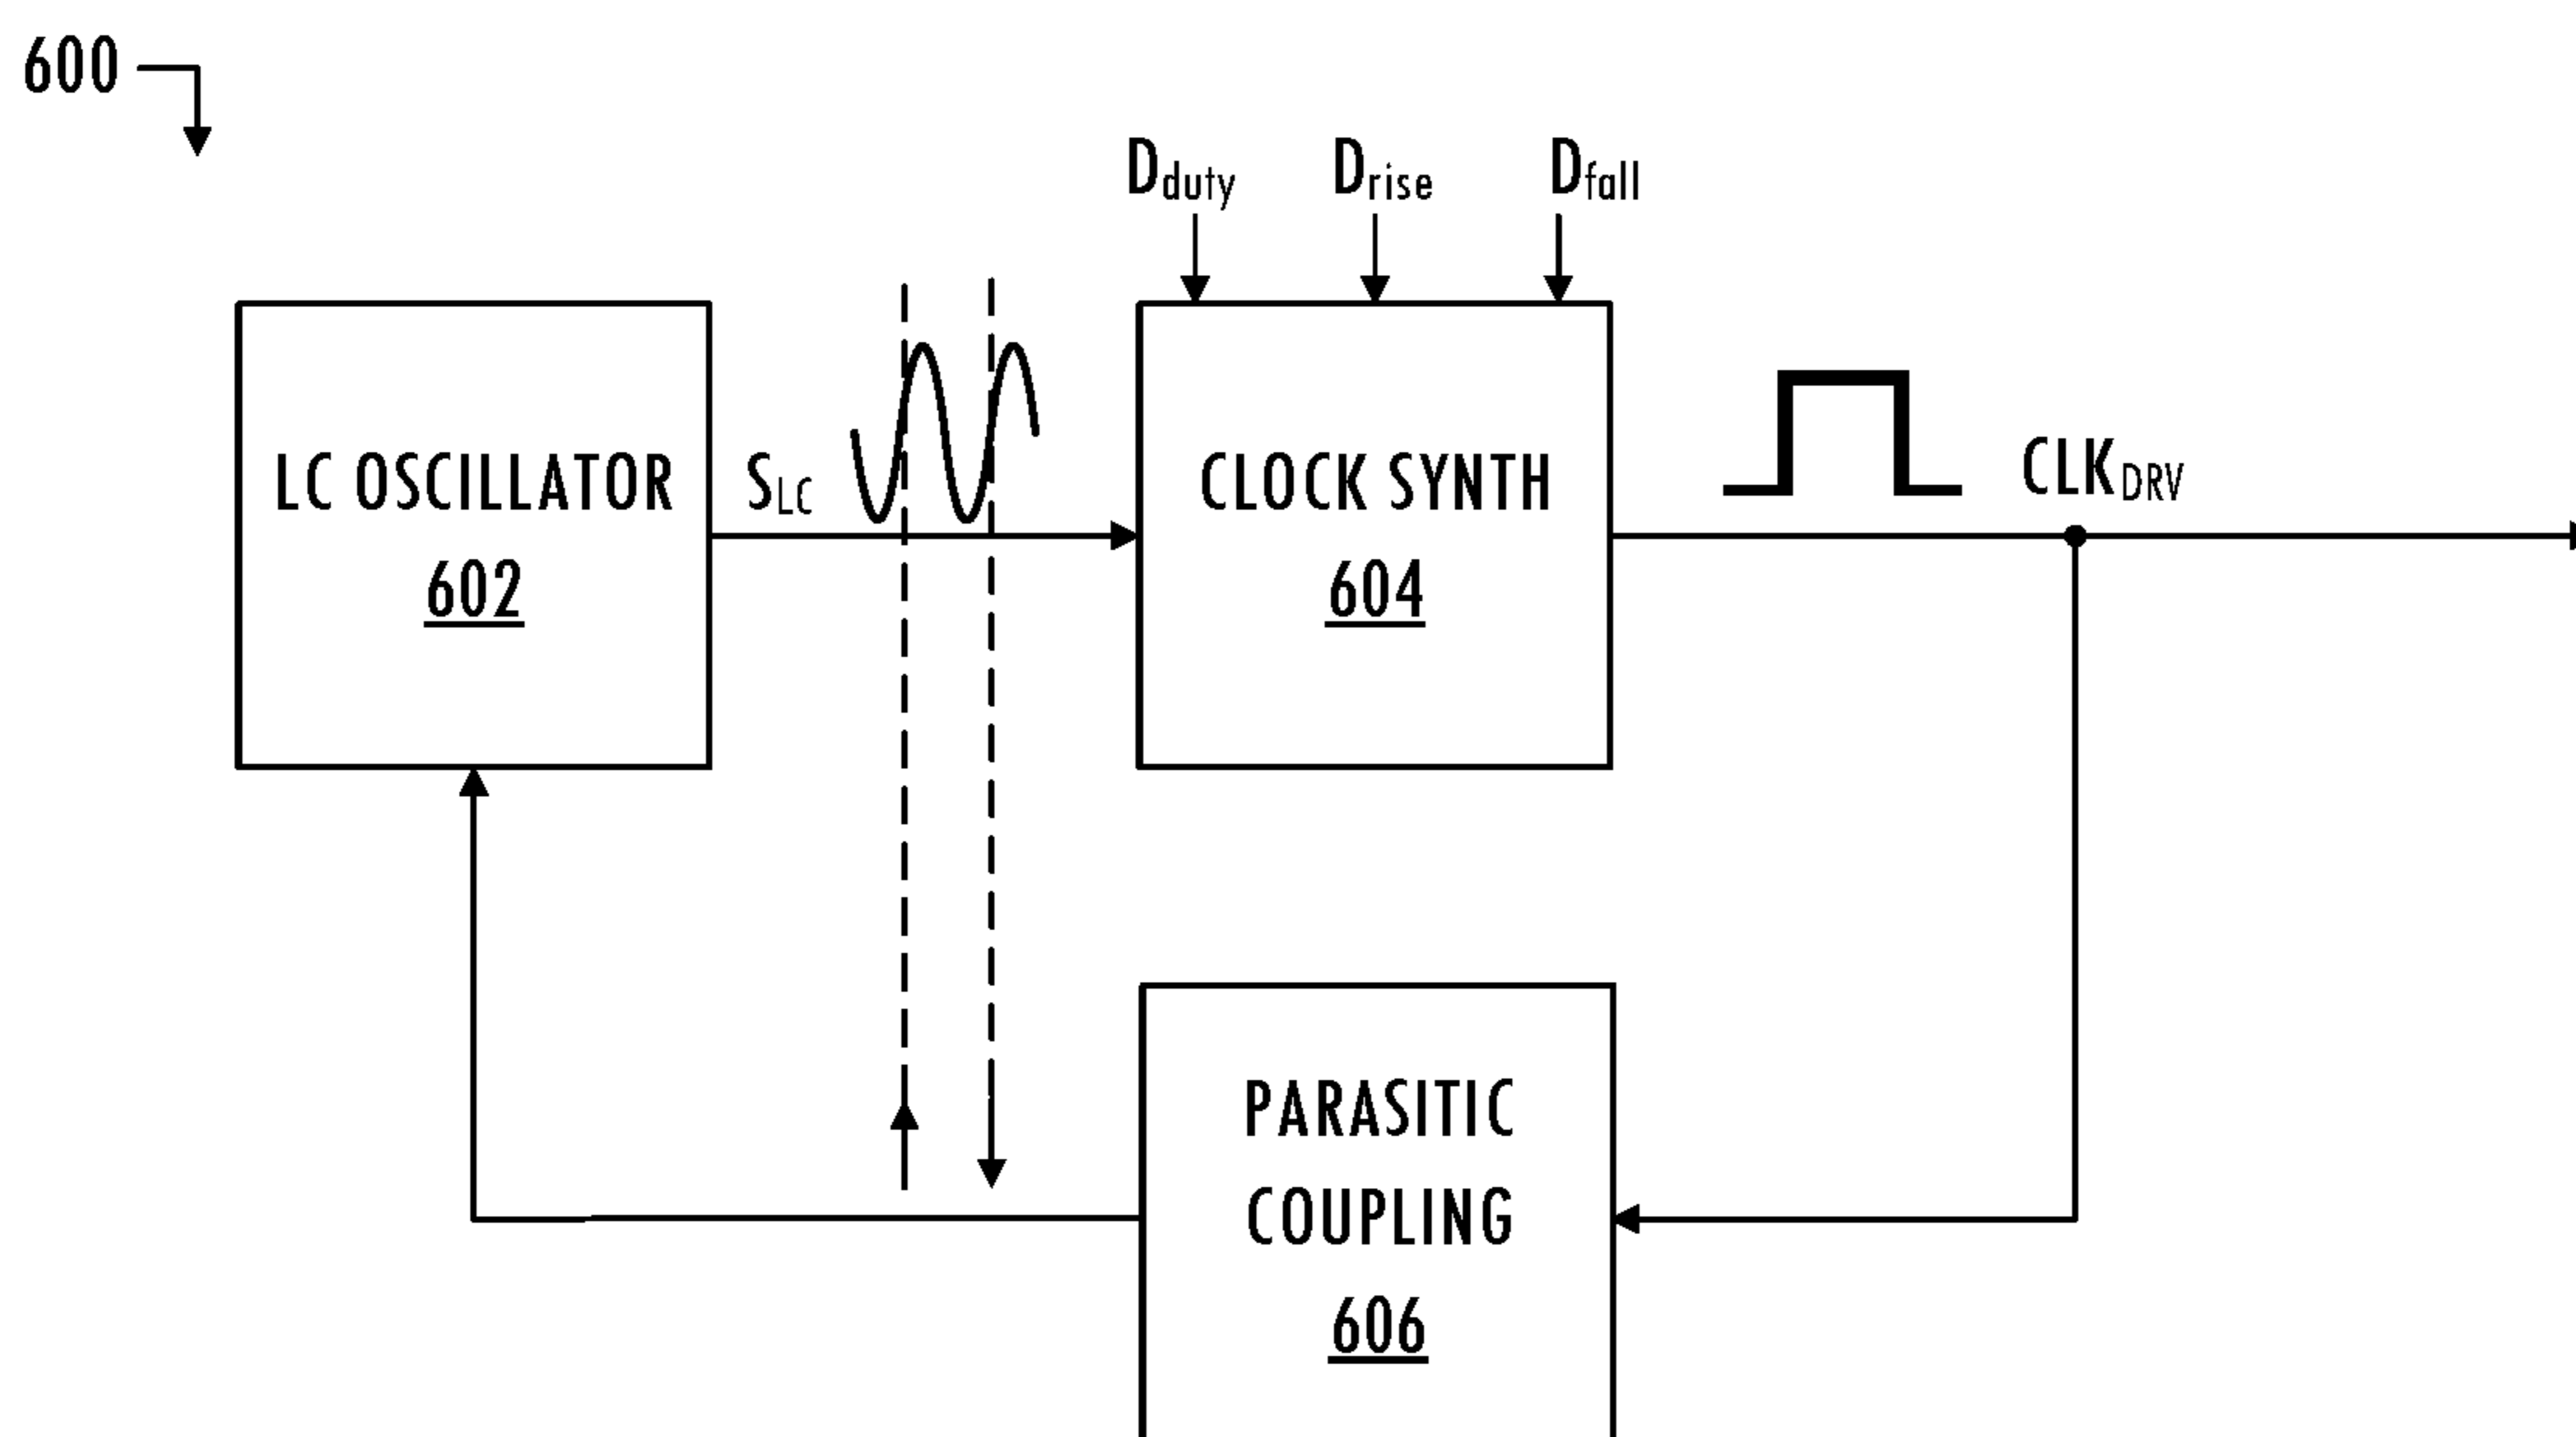 600
Dduty Drise Dfall
LC OSCILLATOR
602
SLC
CLOCK SYNTH
604
CLKDRV
PARASITIC
COUPLING
606